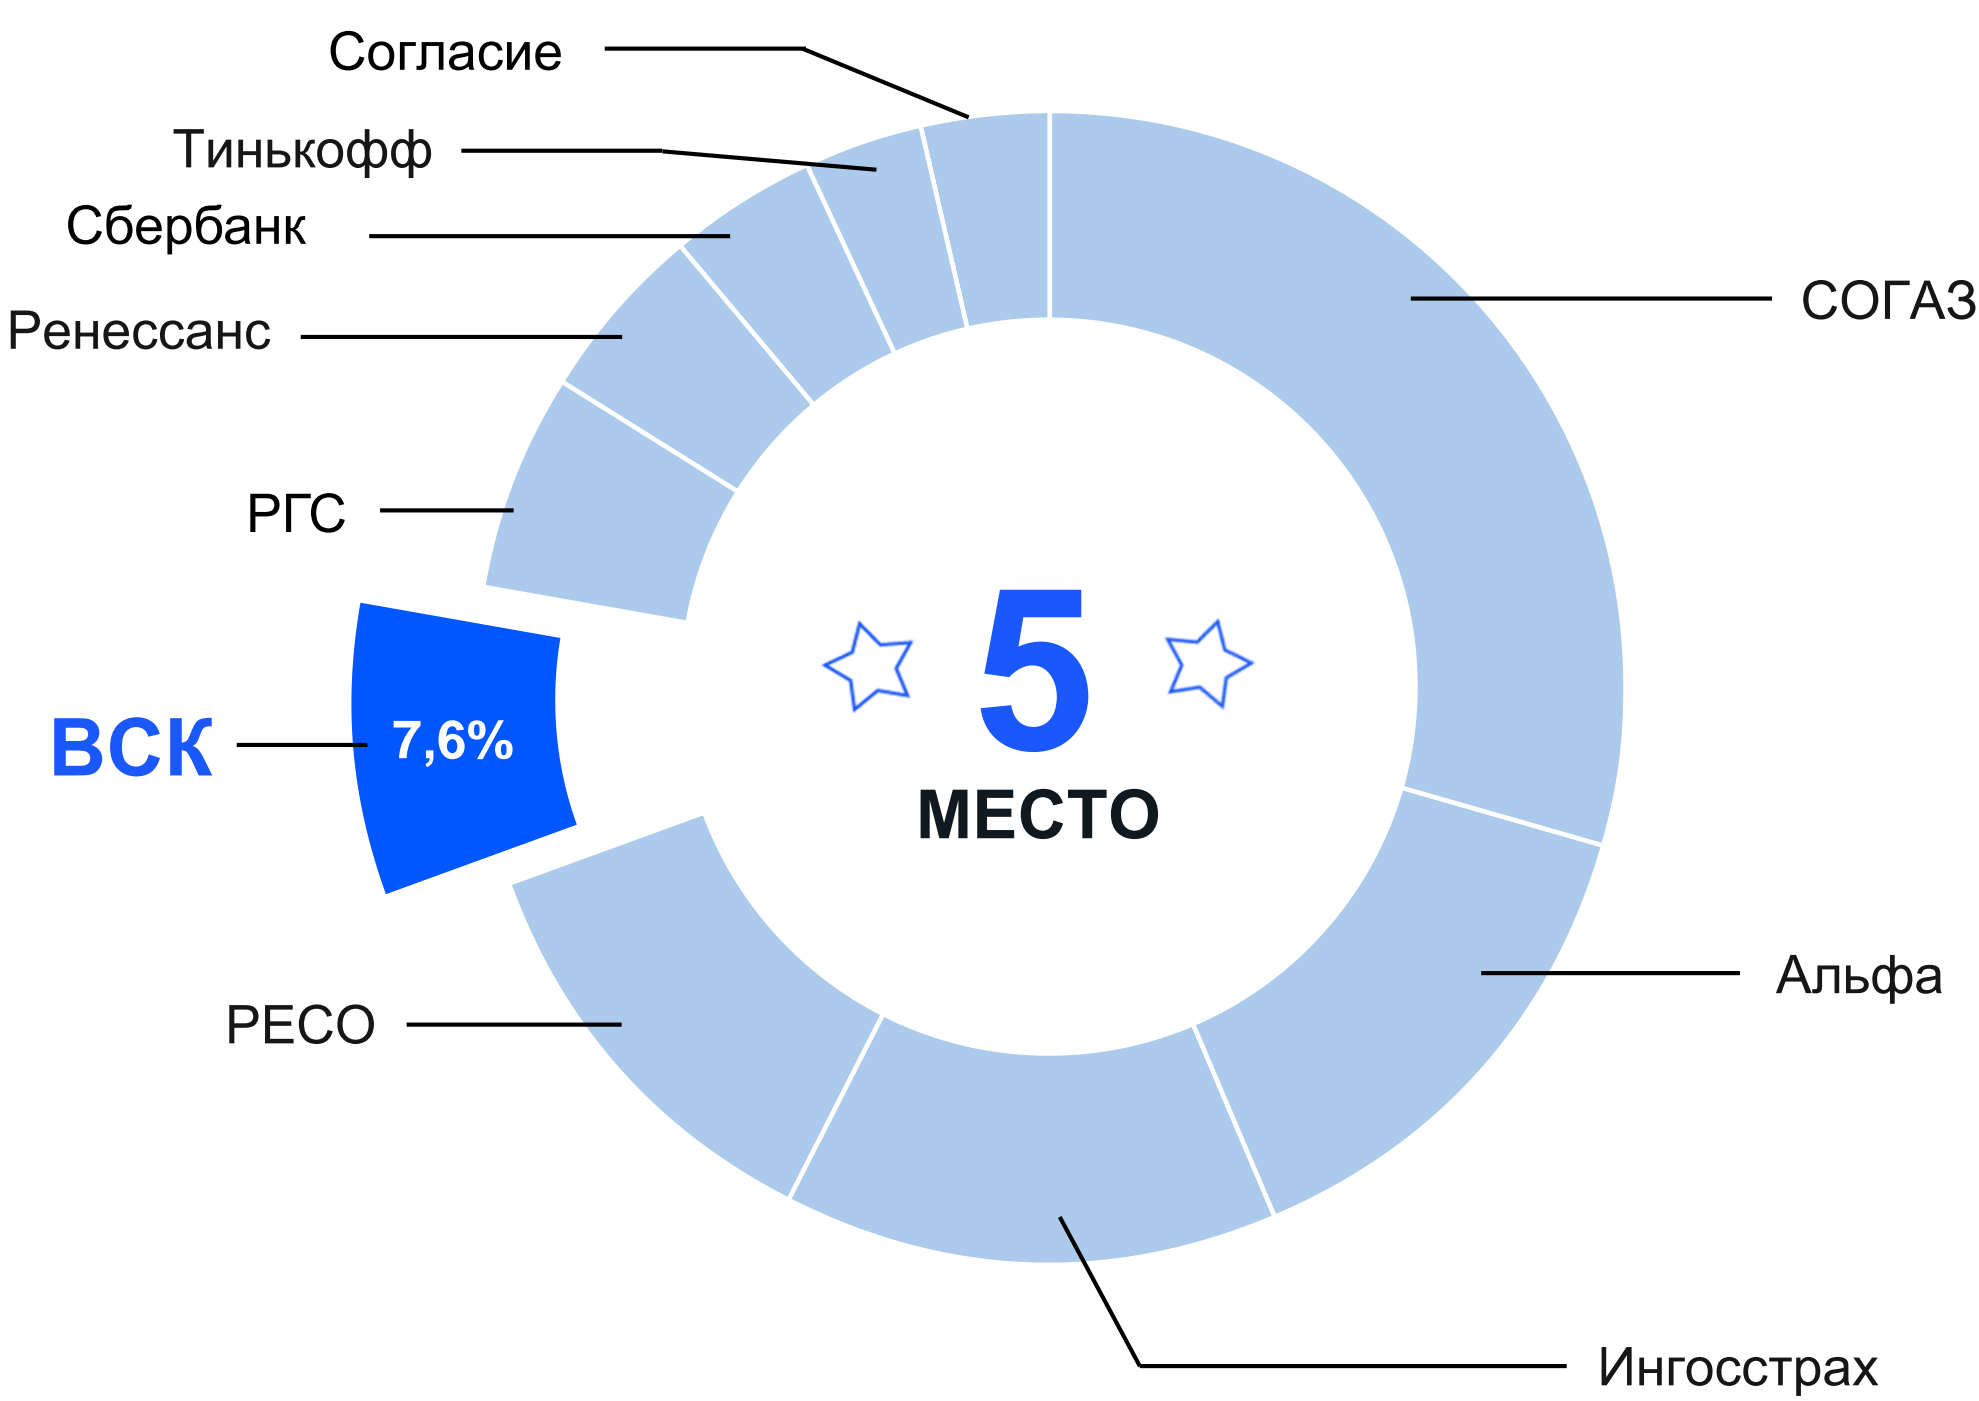 Согласие
Тинькофф
Сбербанк
Ренессанс
РГС
ВСК
7,6%
РЕСО
5
МЕСТО
СОГАЗ
Альфа
Ингосстрах